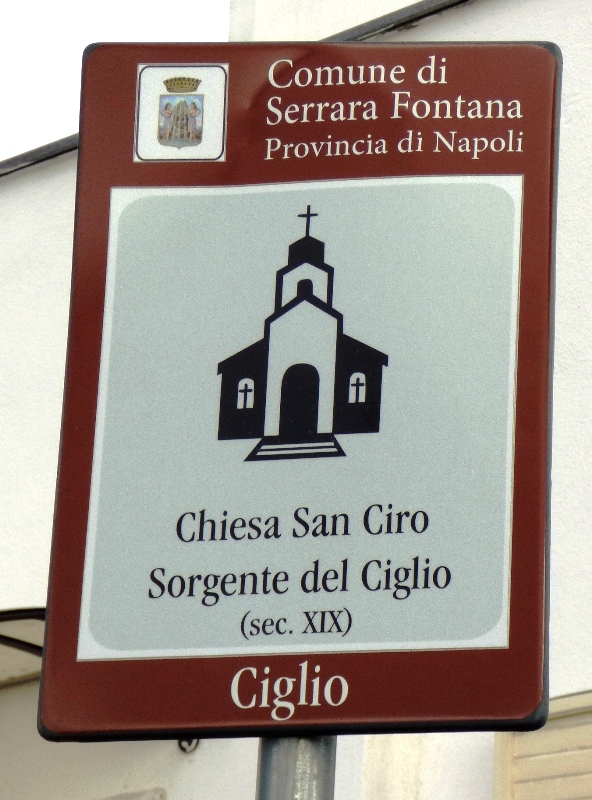 Comune di
Serrara Fontana
Provincia di Napoli
Chiesa San Ciro
Sorgente del Ciglio
(sec. XIX)
Ciglio